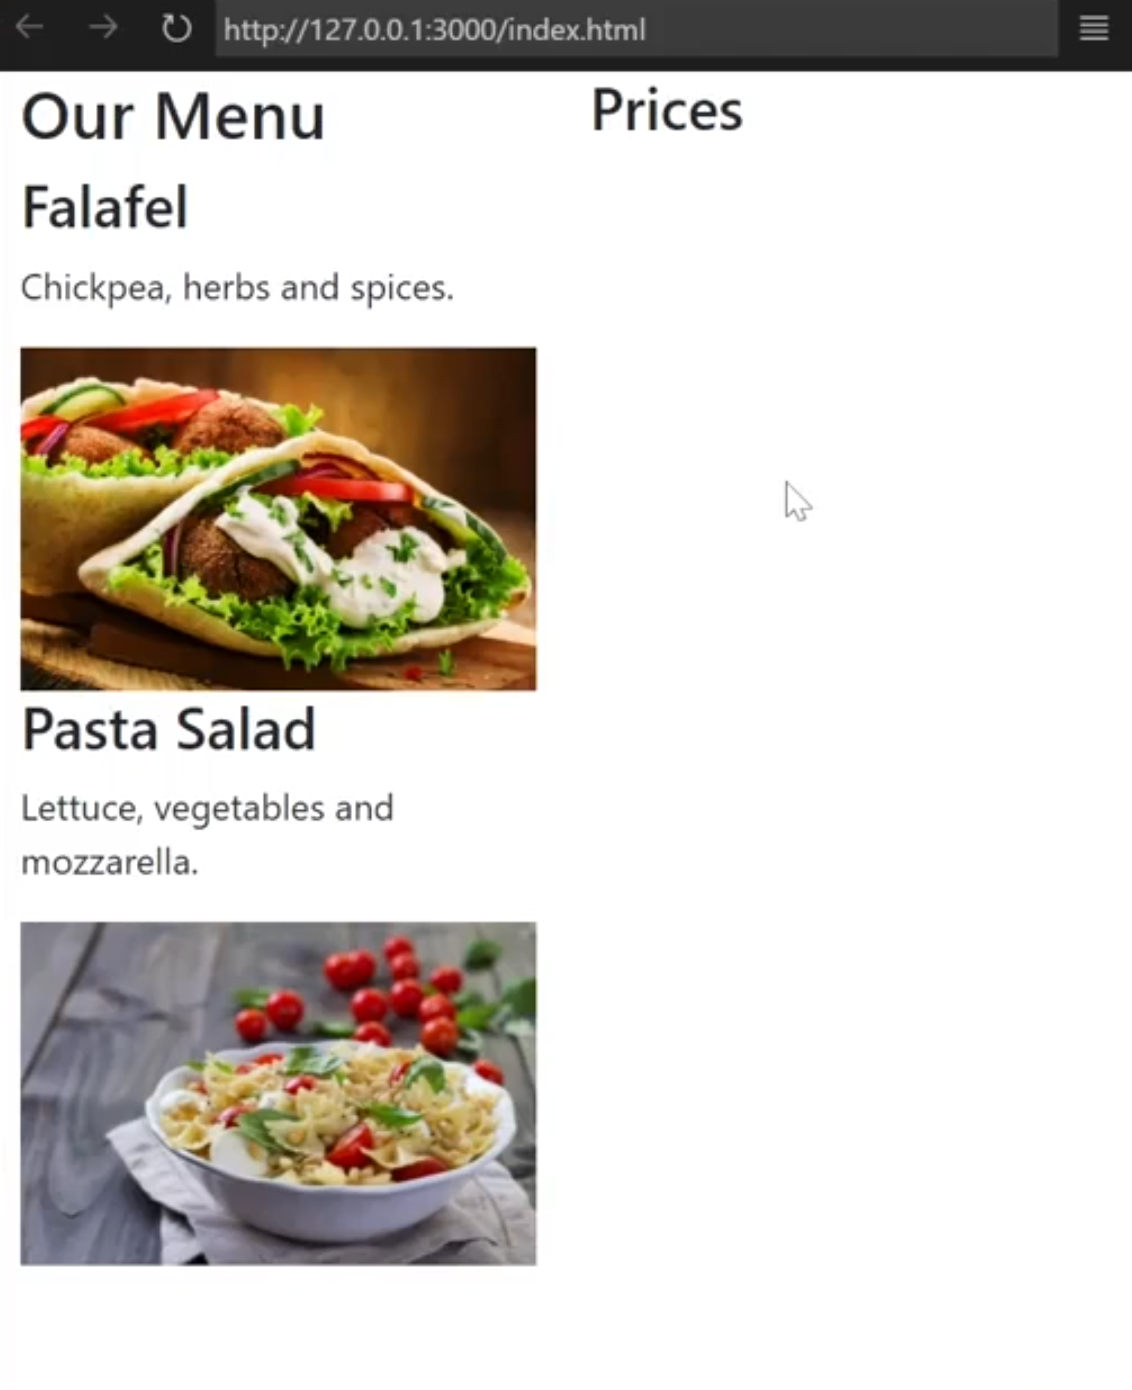 http://127.0.0.1:3000/index.html
Our Menu
Falafel
Chickpea, herbs and spices.
Pasta Salad
Lettuce, vegetables and
mozzarella.
Prices